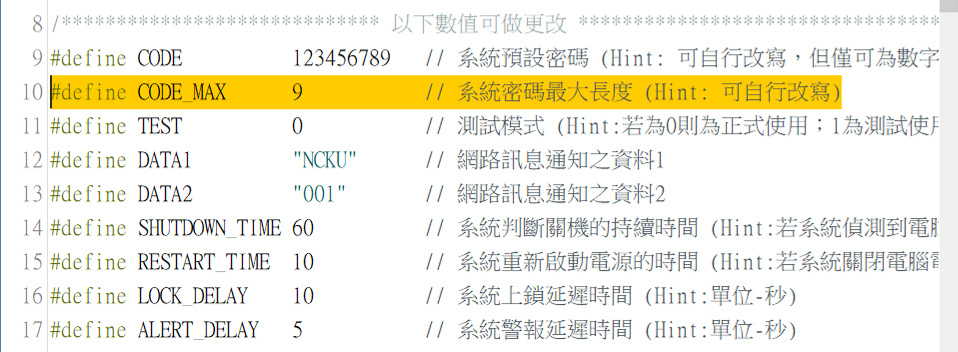 8 /****************************** 以下數值可做更改 ***********************************
9 #define CODE 123456789 // 系統預設密碼 (Hint: 可自行改寫，但僅可為數字
10 #define CODE_MAX 9 // 系統密碼最大長度 (Hint: 可自行改寫)
11 #define TEST 0 // 測試模式 (Hint:若為0則為正式使用；1為測試使用
12 #define DATA1 "NCKU" // 網路訊息通知之資料1
13 #define DATA2 "001" // 網路訊息通知之資料2
14 #define SHUTDOWN_TIME 60 // 系統判斷關機的持續時間 (Hint:若系統偵測到電腦
15 #define RESTART_TIME 10 // 系統重新啟動電源的時間 (Hint:若系統關閉電腦電
16 #define LOCK_DELAY 10 // 系統上鎖延遲時間 (Hint:單位-秒)
17 #define ALERT_DELAY 5 // 系統警報延遲時間 (Hint:單位-秒)